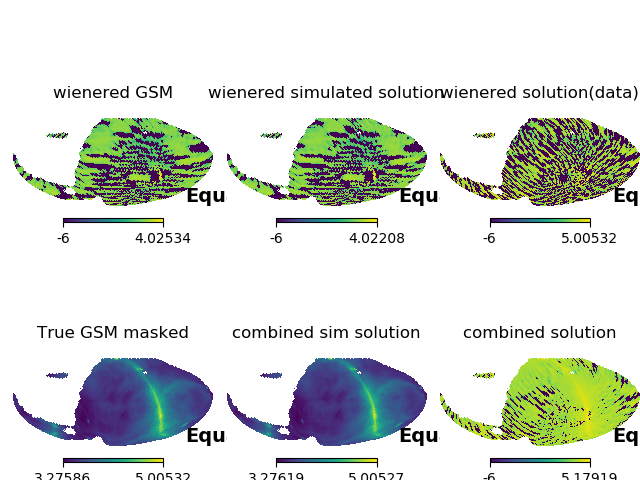 wienered GSM
wienered simulated solution
wienered solution(data)
Equ
Equ
Eq
-6 4.02534
-6 4.02208
-6 5.00532
True GSM masked
combined sim solution
combined solution
Equ
Equ
Eq
3.27586 5.00532
3.27619 5.00527
-6 5.17919